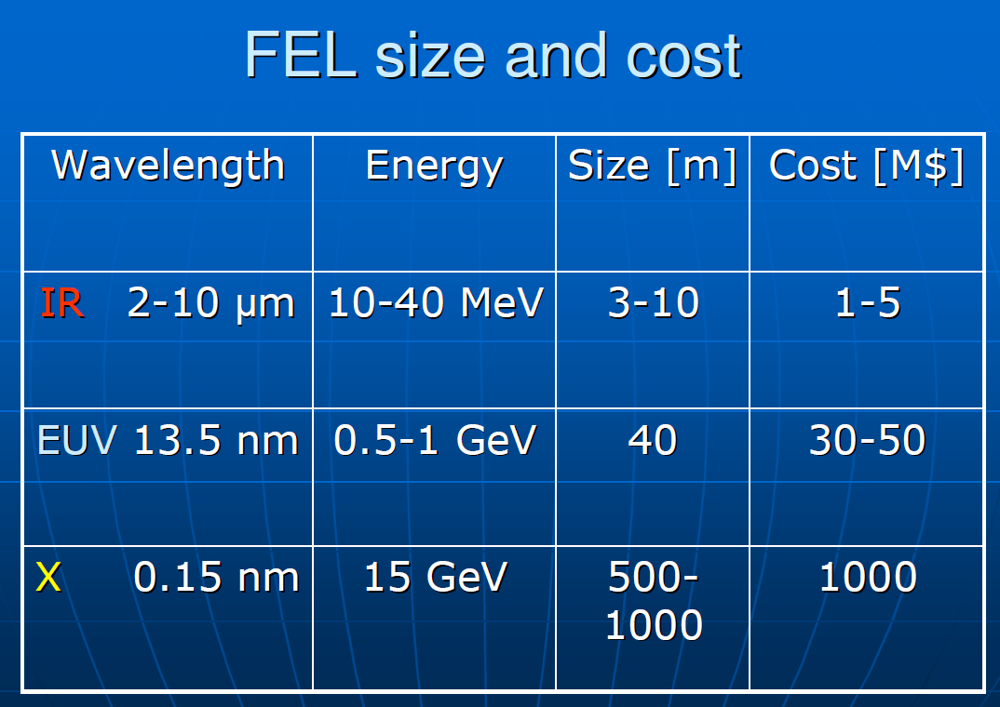 FEL size and cost
Wavelength Energy Size [m] Cost [M$]
IR 2-10 µm 10-40 MeV 3-10 1-5
EUV 13.5 nm 0.5-1 GeV 40 30-50
X 0.15 nm 15 GeV 500- 1000
1000